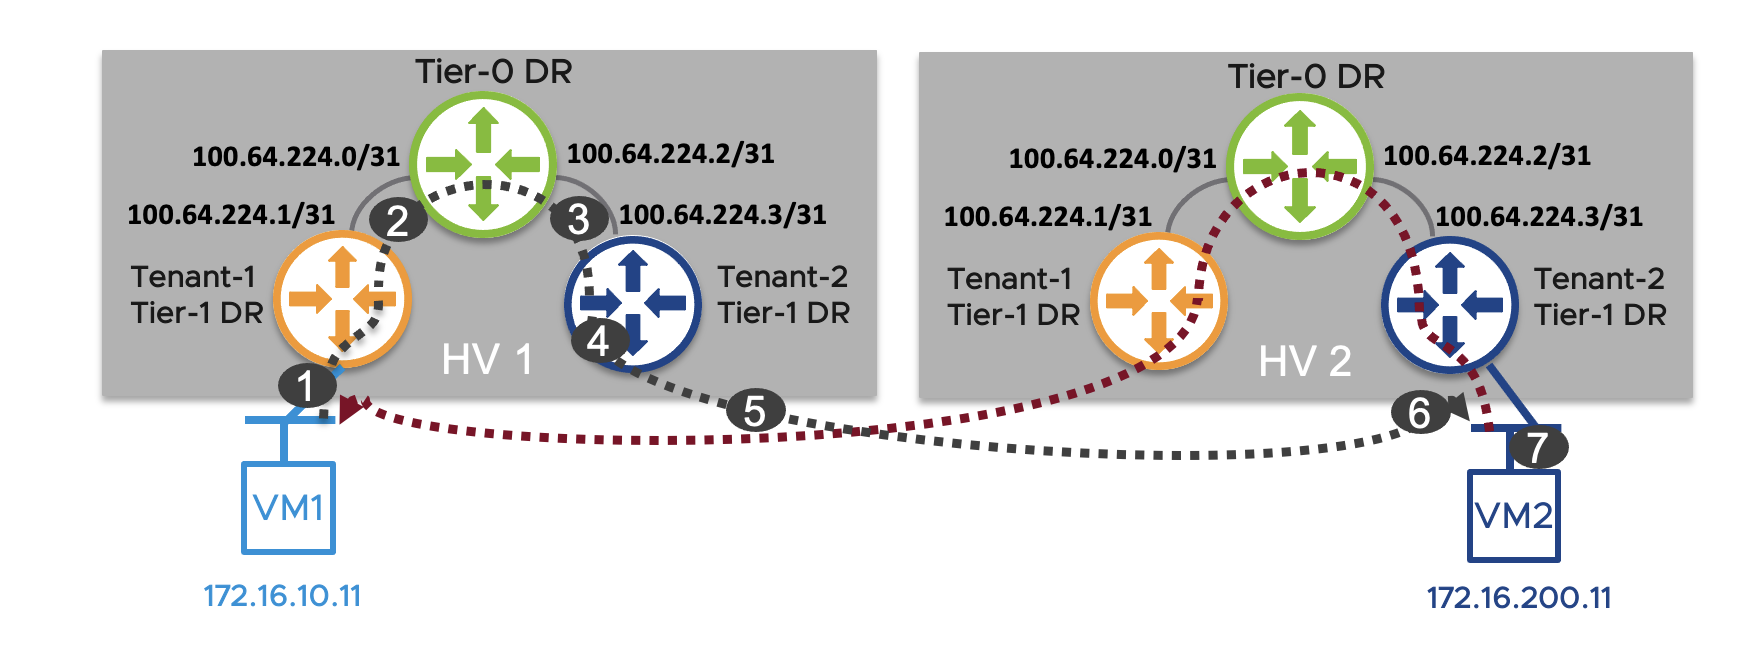 Tier-0 DR
100.64.224.0/31
100.64.224.2/31
100.64.224.1/31
2
3
100.64.224.3/31
Tenant-1
Tier-1 DR
Tenant-2
Tier-1 DR
HV 1
4
1
5
VM1
172.16.10.11
Tier-0 DR
100.64.224.0/31
100.64.224.2/31
100.64.224.1/31
100.64.224.3/31
Tenant-1
Tier-1 DR
Tenant-2
Tier-1 DR
HV 2
6
7
VM2
172.16.200.11